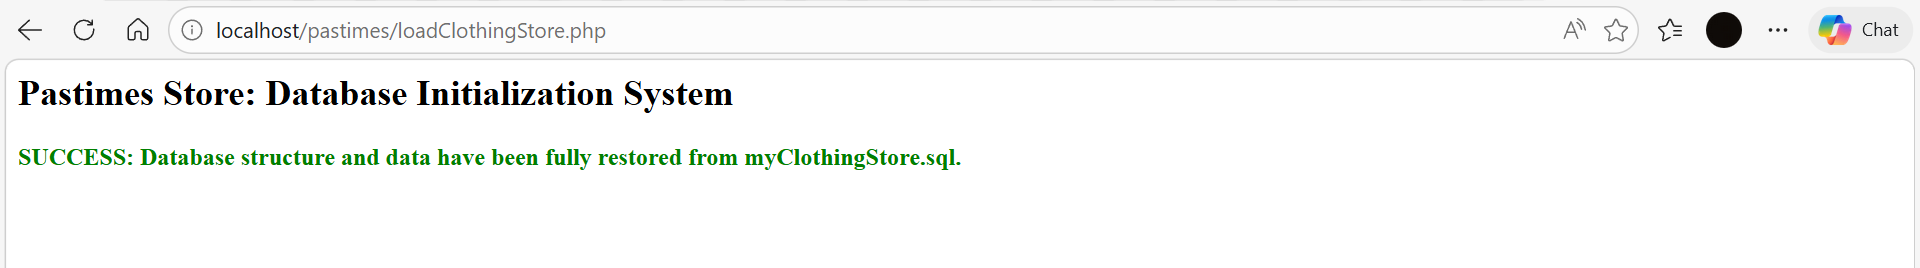 localhost/pastimes/loadClothingStore.php
Chat
Pastimes Store: Database Initialization System
SUCCESS: Database structure and data have been fully restored from myClothingStore.sql.